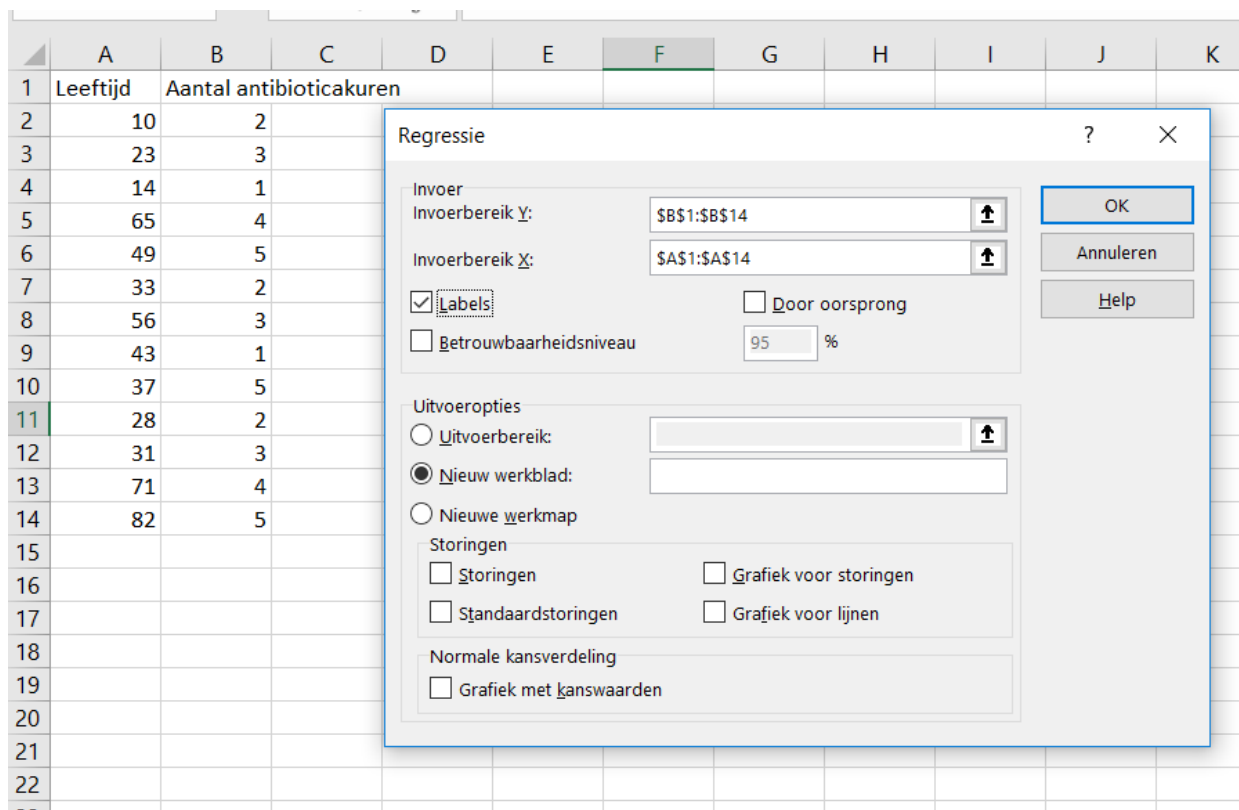 A B C D E F G H I J K
1 Leeftijd Aantal antibioticakuren
2 10 2
3 23 3
4 14 1
5 65 4
6 49 5
7 33 2
8 56 3
9 43 1
10 37 5
11 28 2
12 31 3
13 71 4
14 82 5
15
16
17
18
19
20
21
22
Regressie ?
Invoer
Invoerbereik Y: $B$1:$B$14
Invoerbereik X: $A$1:$A$14
Labels Door oorsprong
Betrouwbaarheidsniveau 95 %
OK
Annuleren
Help
Uitvoeropties
Uitvoerbereik:
Nieuw werkblad:
Nieuwe werkmap
Storingen
Storingen Grafiek voor storingen
Standaardstoringen Grafiek voor lijnen
Normale kansverdeling
Grafiek met kanswaarden